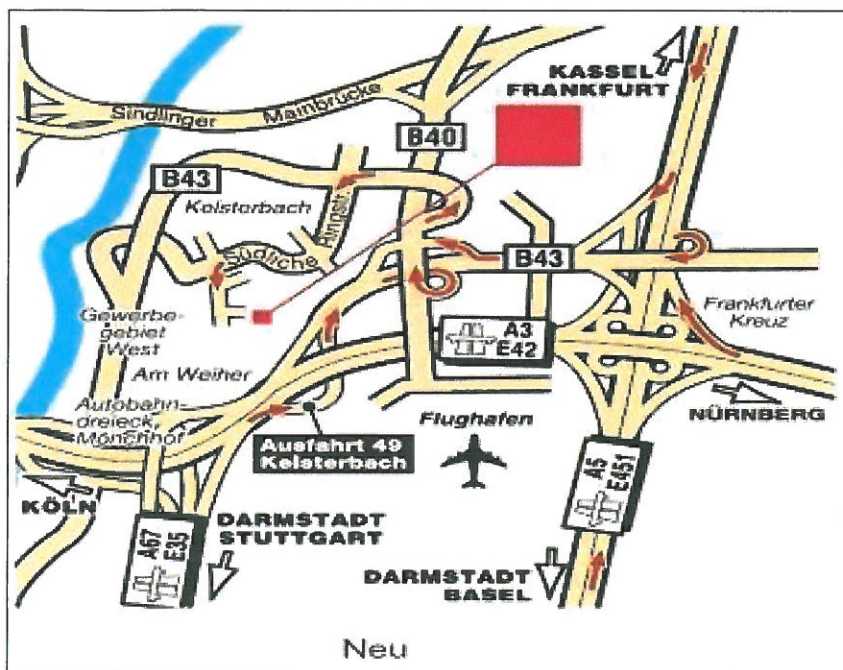 KASSEL
FRANKFURT
Sindlinger Mainbrücke
B40
B43
Kelsterbach
Ringstr.
Südliche
B43
Gewerbe-
gebiet
West
Frankfurter
Kreuz
A3
E42
Am Weiher
Autobahn-
dreieck,
Mönchhof
NÜRNBERG
Flughafen
Ausfahrt 49
Kelsterbach
A5
E451
KÖLN
A67
E35
DARMSTADT
STUTTGART
DARMSTADT
BASEL
Neu